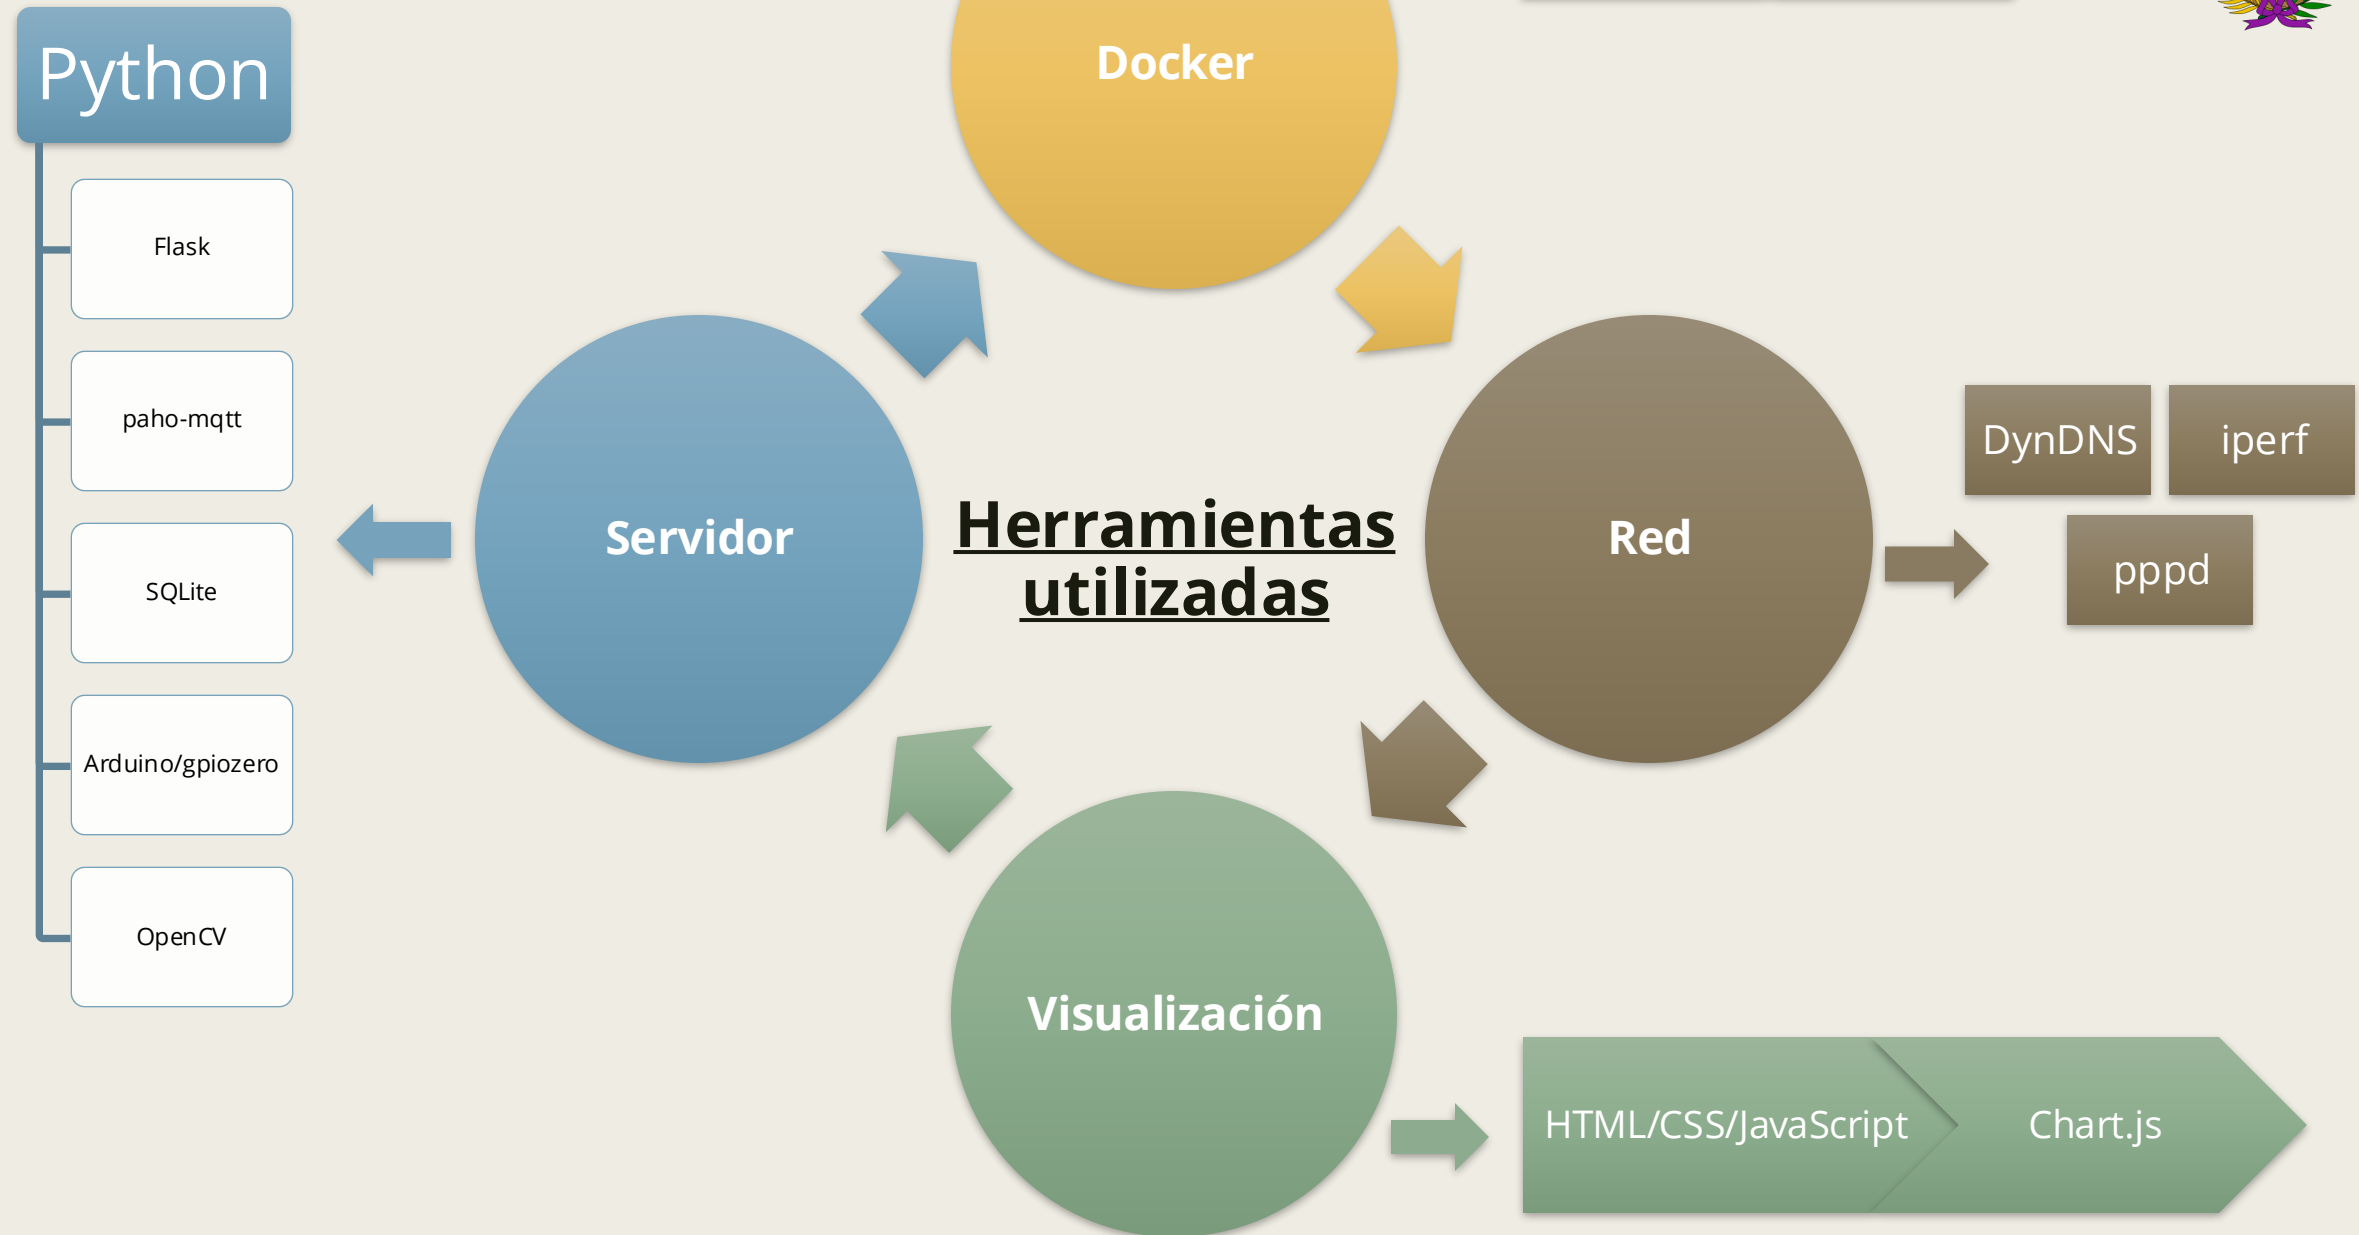 Python
Flask
paho-mqtt
SQLite
Arduino/gpiozero
OpenCV
Docker
Servidor
Herramientas
utilizadas
Red
DynDNS
iperf
pppd
Visualización
HTML/CSS/JavaScript
Chart.js